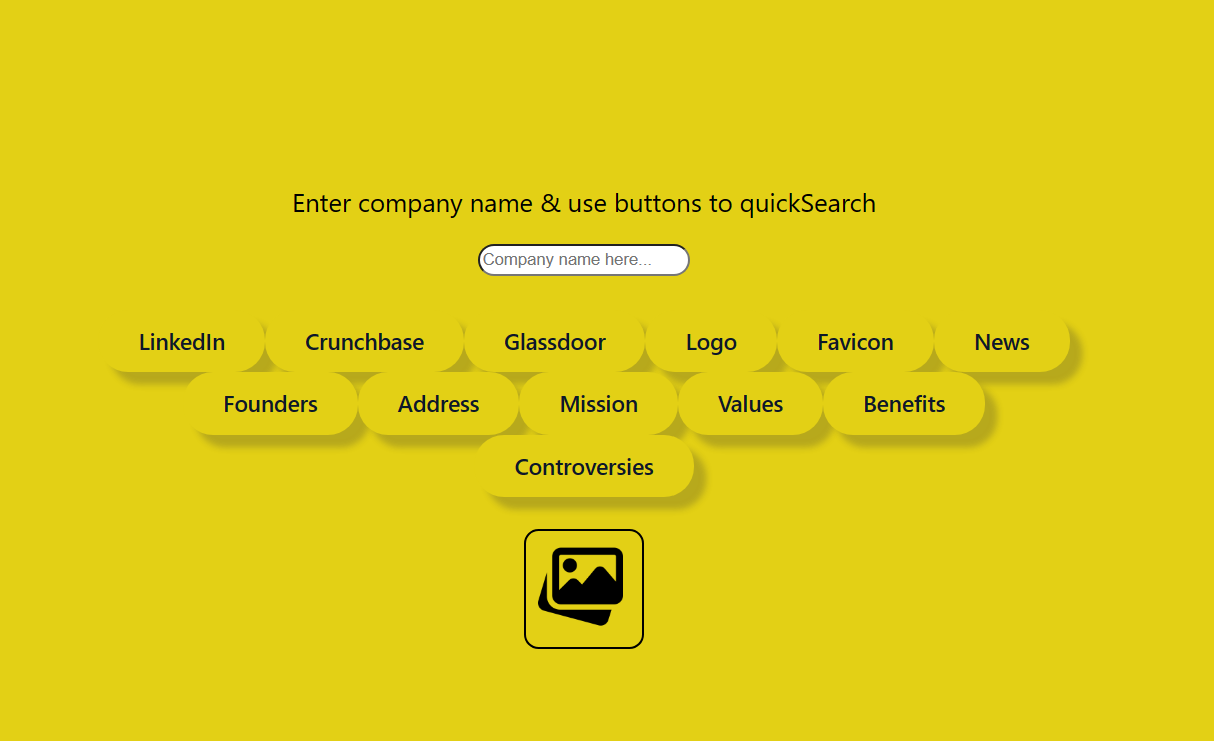 Enter company name & use buttons to quickSearch
Company name here...
LinkedIn Crunchbase Glassdoor Logo Favicon News
Founders Address Mission Values Benefits
Controversies